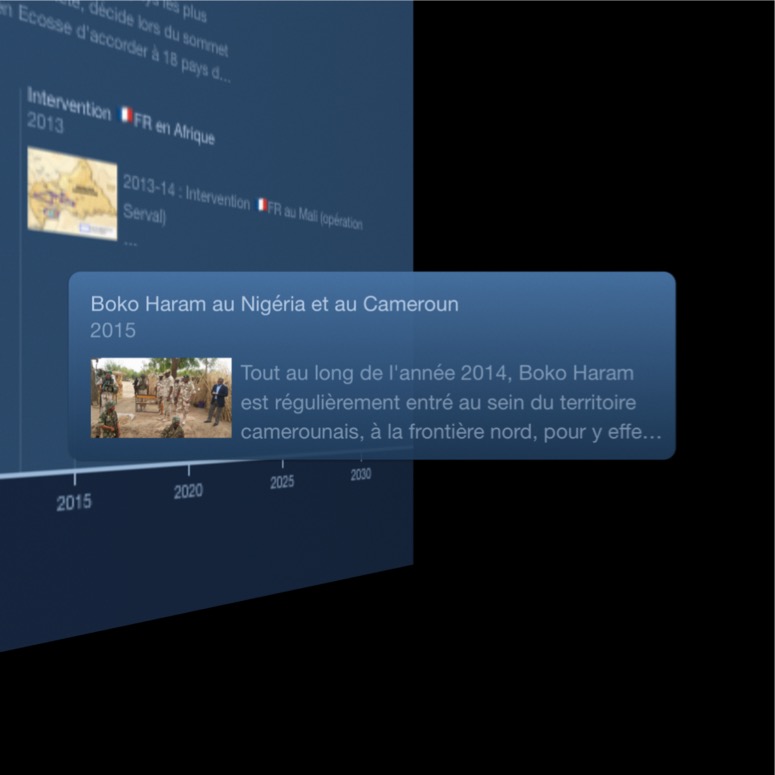 les plus
décide lors du sommet
en Ecosse d'accorder à 18 pays d...
Intervention 🇫🇷FR en Afrique
2013
2013-14 : Intervention 🇫🇷FR au Mali (opération
Serval)
...
Boko Haram au Nigéria et au Cameroun
2015
Tout au long de l'année 2014, Boko Haram
est régulièrement entré au sein du territoire
camerounais, à la frontière nord, pour y effe...
2015 2020 2025 2030